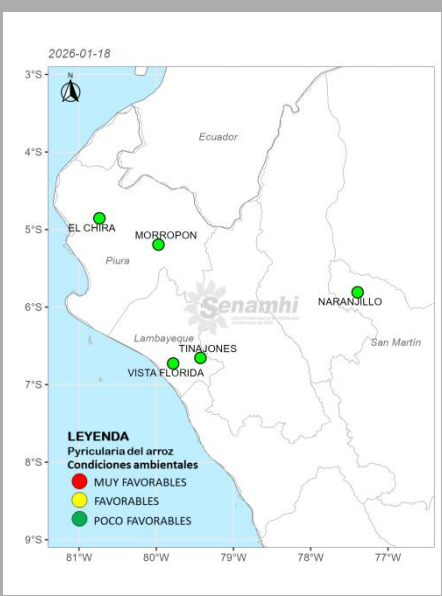 2026-01-18
3°S
N
4°S
Ecuador
5°S
EL CHIRA
MORROPON
Piura
6°S
Senamhi
NARANJILLO
Lambayeque
TINAJONES
San Martín
VISTA FLORIDA
7°S
LEYENDA
Pyricularia del arroz
Condiciones ambientales
MUY FAVORABLES
FAVORABLES
POCO FAVORABLES
8°S
9°S
81°W 80°W 79°W 78°W 77°W